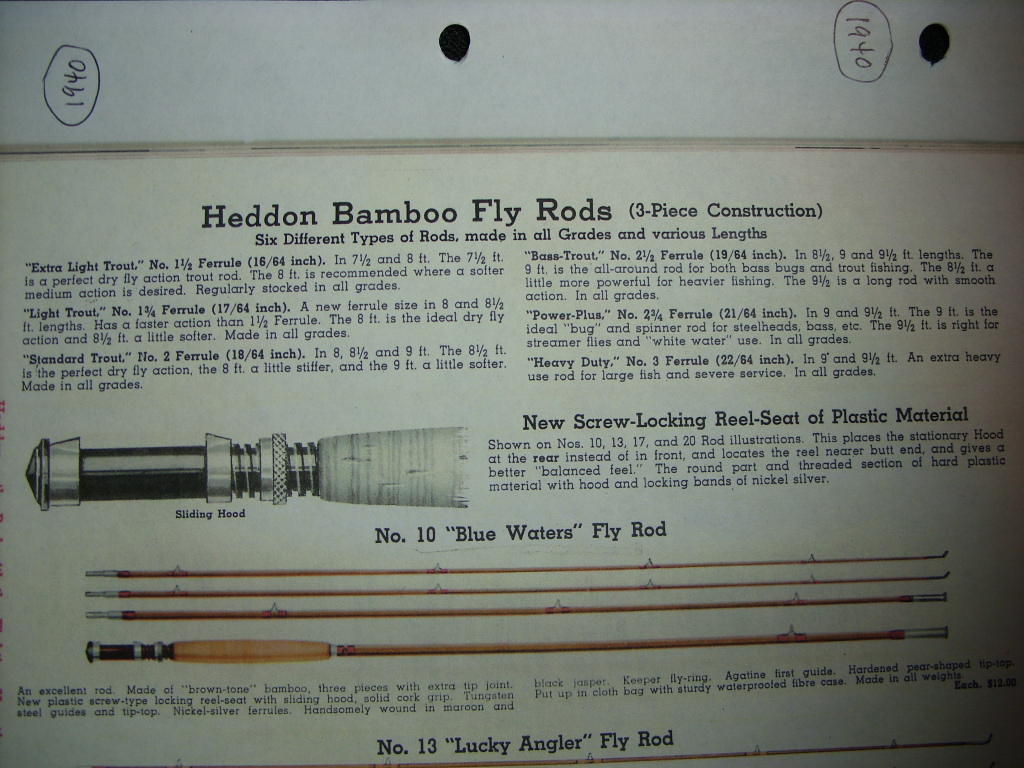 1940
1940
Heddon Bamboo Fly Rods (3-Piece Construction)
Six Different Types of Rods, made in all Grades and various Lengths
"Extra Light Trout," No. 1½ Ferrule (16/64 inch). In 7½ and 8 ft. The 7½ ft.
is a perfect dry fly action trout rod. The 8 ft. is recommended where a softer
medium action is desired. Regularly stocked in all grades.
"Light Trout," No. 1¾ Ferrule (17/64 inch). A new ferrule size in 8 and 8½
ft. lengths. Has a faster action than 1½ Ferrule. The 8 ft. is the ideal dry fly
action and 8½ ft. a little softer. Made in all grades.
"Standard Trout," No. 2 Ferrule (18/64 inch). In 8, 8½ and 9 ft. The 8½ ft.
is the perfect dry fly action, the 8 ft. a little stiffer, and the 9 ft. a little softer.
Made in all grades.
"Bass-Trout," No. 2½ Ferrule (19/64 inch). In 8½, 9 and 9½ ft. lengths. The
9 ft. is the all-around rod for both bass bugs and trout fishing. The 8½ ft. a
little more powerful for heavier fishing. The 9½ is a long rod with smooth
action. In all grades.
"Power-Plus," No. 2¾ Ferrule (21/64 inch). In 9 and 9½ ft. The 9 ft. is the
ideal "bug" and spinner rod for steelheads, bass, etc. The 9½ ft. is right for
streamer flies and "white water" use. In all grades.
"Heavy Duty," No. 3 Ferrule (22/64 inch). In 9 and 9½ ft. An extra heavy
use rod for large fish and severe service. In all grades.
New Screw-Locking Reel-Seat of Plastic Material
Shown on Nos. 10, 13, 17, and 20 Rod illustrations. This places the stationary Hood
at the rear instead of in front, and locates the reel nearer butt end, and gives a
better "balanced feel." The round part and threaded section of hard plastic
material with hood and locking bands of nickel silver.
Sliding Hood
No. 10 "Blue Waters" Fly Rod
An excellent rod. Made of "brown-tone" bamboo, three pieces with extra tip joint.
New plastic screw-type locking reel-seat with sliding hood, solid cork grip. Tungsten
steel guides and tip-top. Nickel-silver ferrules. Handsomely wound in maroon and
black jasper. Keeper fly-ring. Agatine first guide. Hardened pear-shaped tip-top.
Put up in cloth bag with sturdy waterproofed fibre case. Made in all weights.
Each, $12.00
No. 13 "Lucky Angler" Fly Rod